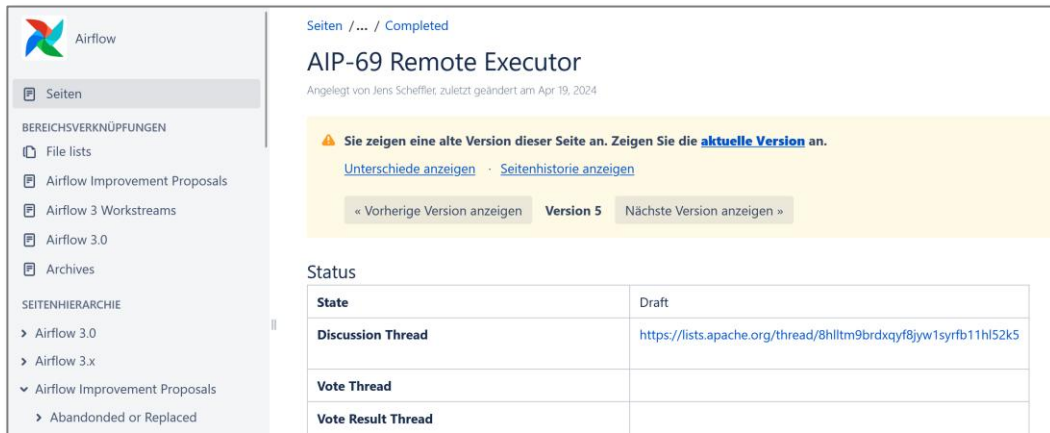 Airflow
Seiten
BEREICHSVERKNÜPFUNGEN
File lists
Airflow Improvement Proposals
Airflow 3 Workstreams
Airflow 3.0
Archives
SEITENHIERARCHIE
Airflow 3.0
Airflow 3.x
Airflow Improvement Proposals
Abandonded or Replaced
Seiten /... / Completed
AIP-69 Remote Executor
Angelegt von Jens Scheffler, zuletzt geändert am Apr 19, 2024
Sie zeigen eine alte Version dieser Seite an. Zeigen Sie die aktuelle Version an.
Unterschiede anzeigen · Seitenhistorie anzeigen
« Vorherige Version anzeigen Version 5 Nächste Version anzeigen »
Status
State Draft
Discussion Thread https://lists.apache.org/thread/8hlltm9brdxqyf8jyw1syrfb11hl52k5
Vote Thread
Vote Result Thread